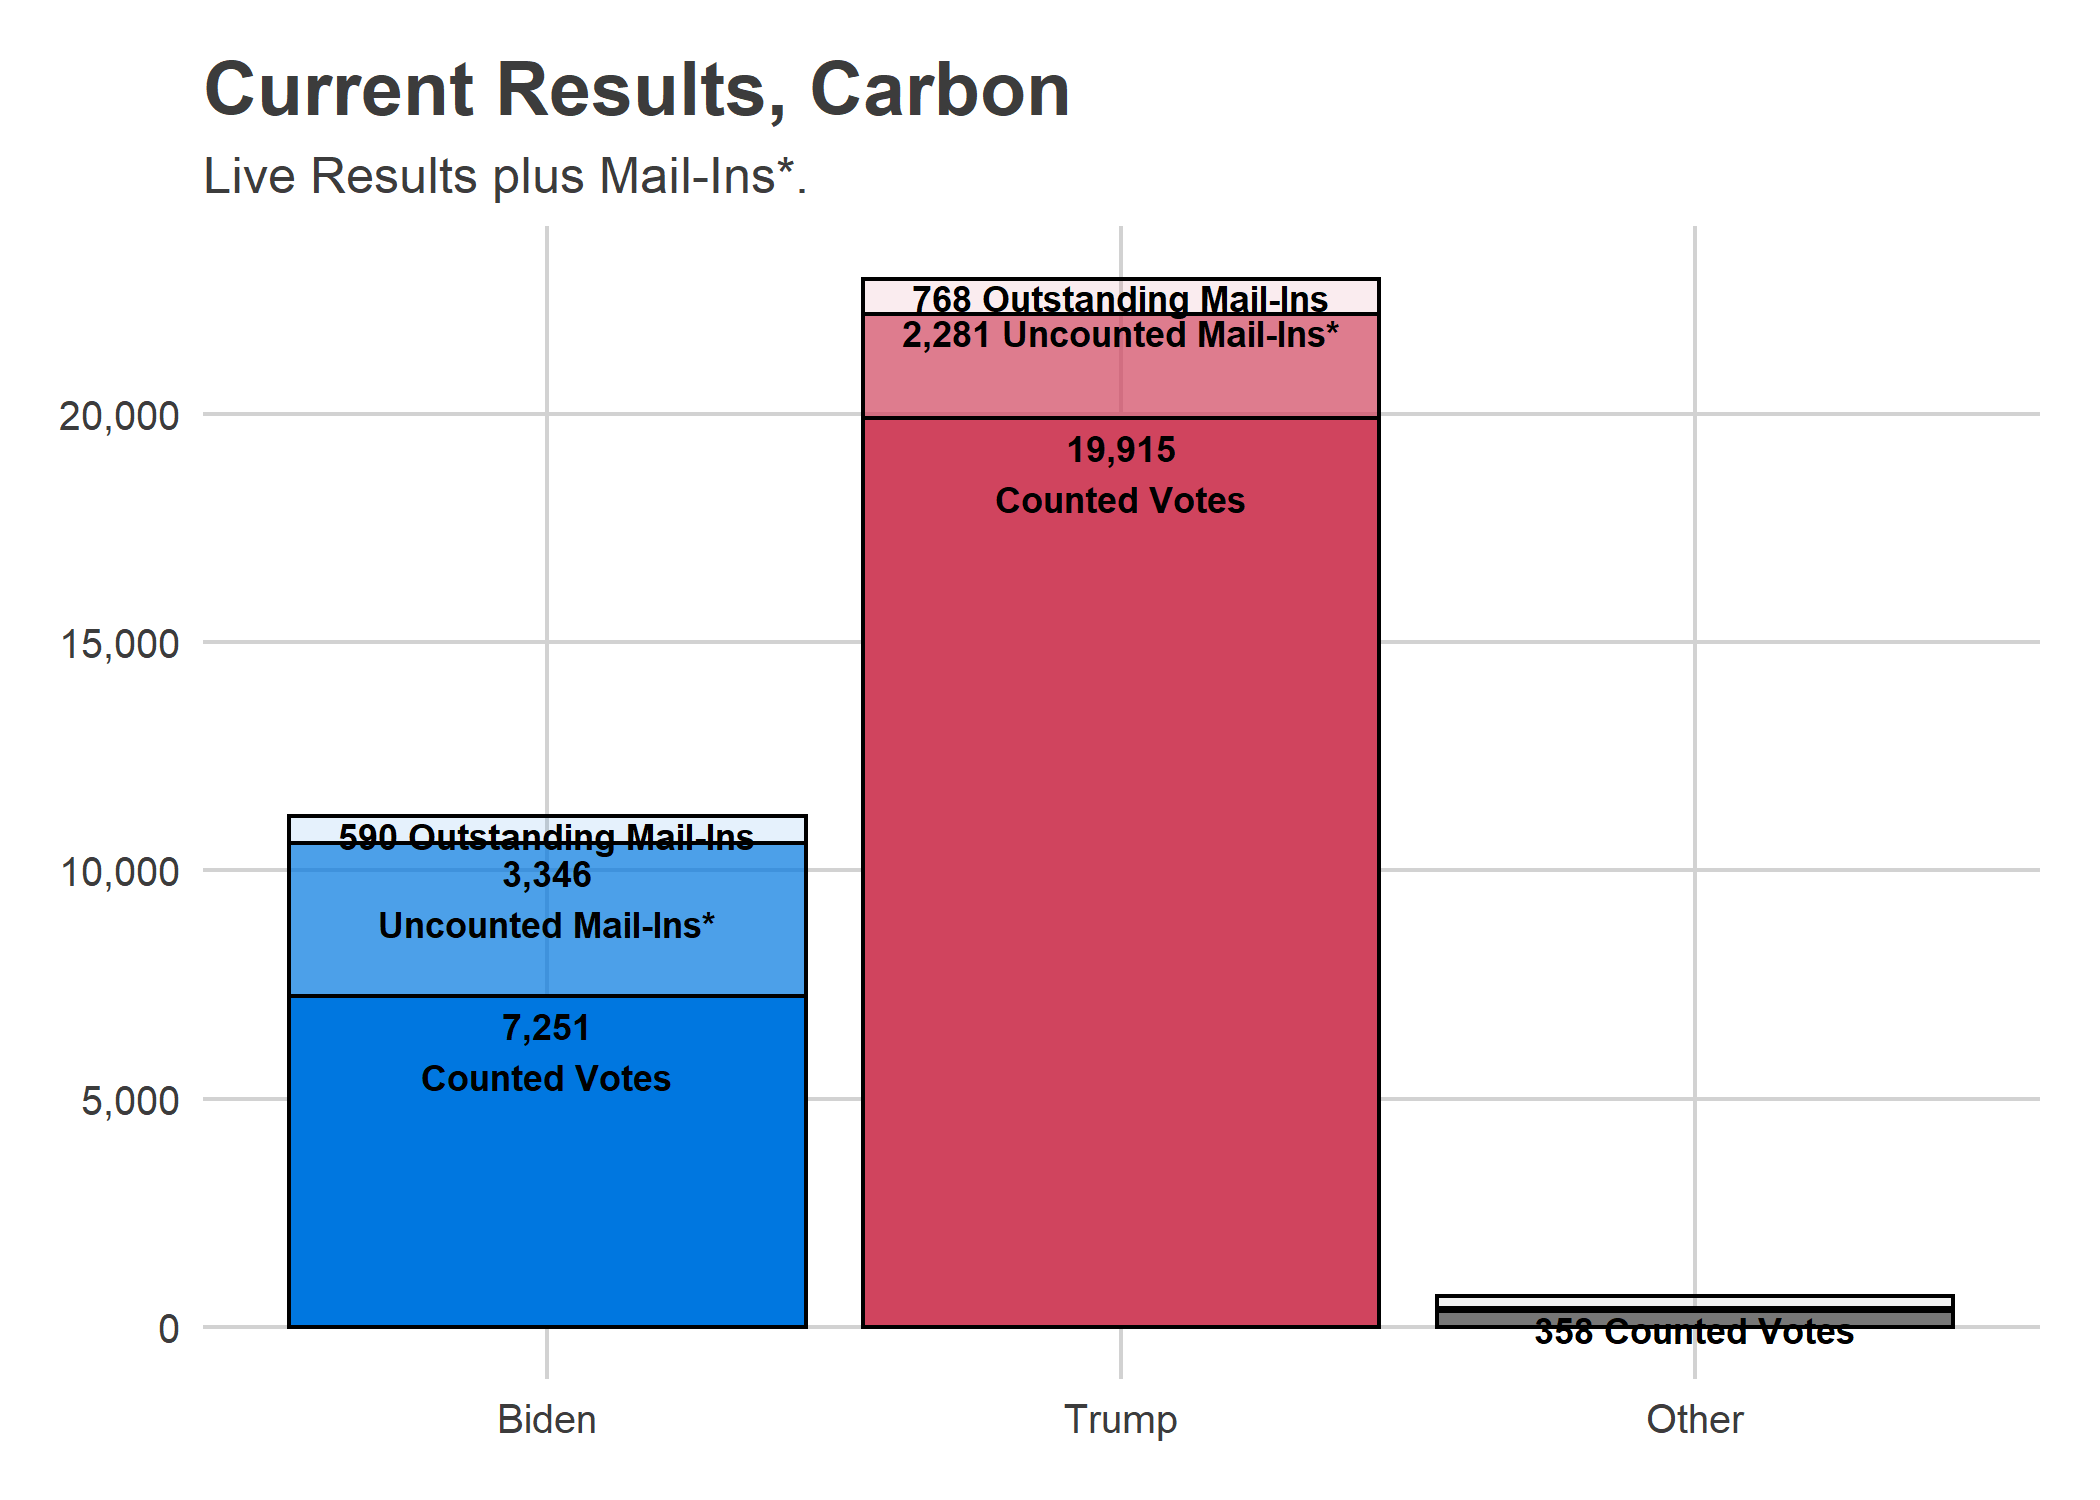 Current Results, Carbon
Live Results plus Mail-Ins*.
768 Outstanding Mail-Ins
2,281 Uncounted Mail-Ins*
20,000
19,915
Counted Votes
15,000
590 Outstanding Mail-Ins
10,000
3,346
Uncounted Mail-Ins*
7,251
Counted Votes
5,000
0
358 Counted Votes
Biden
Trump
Other